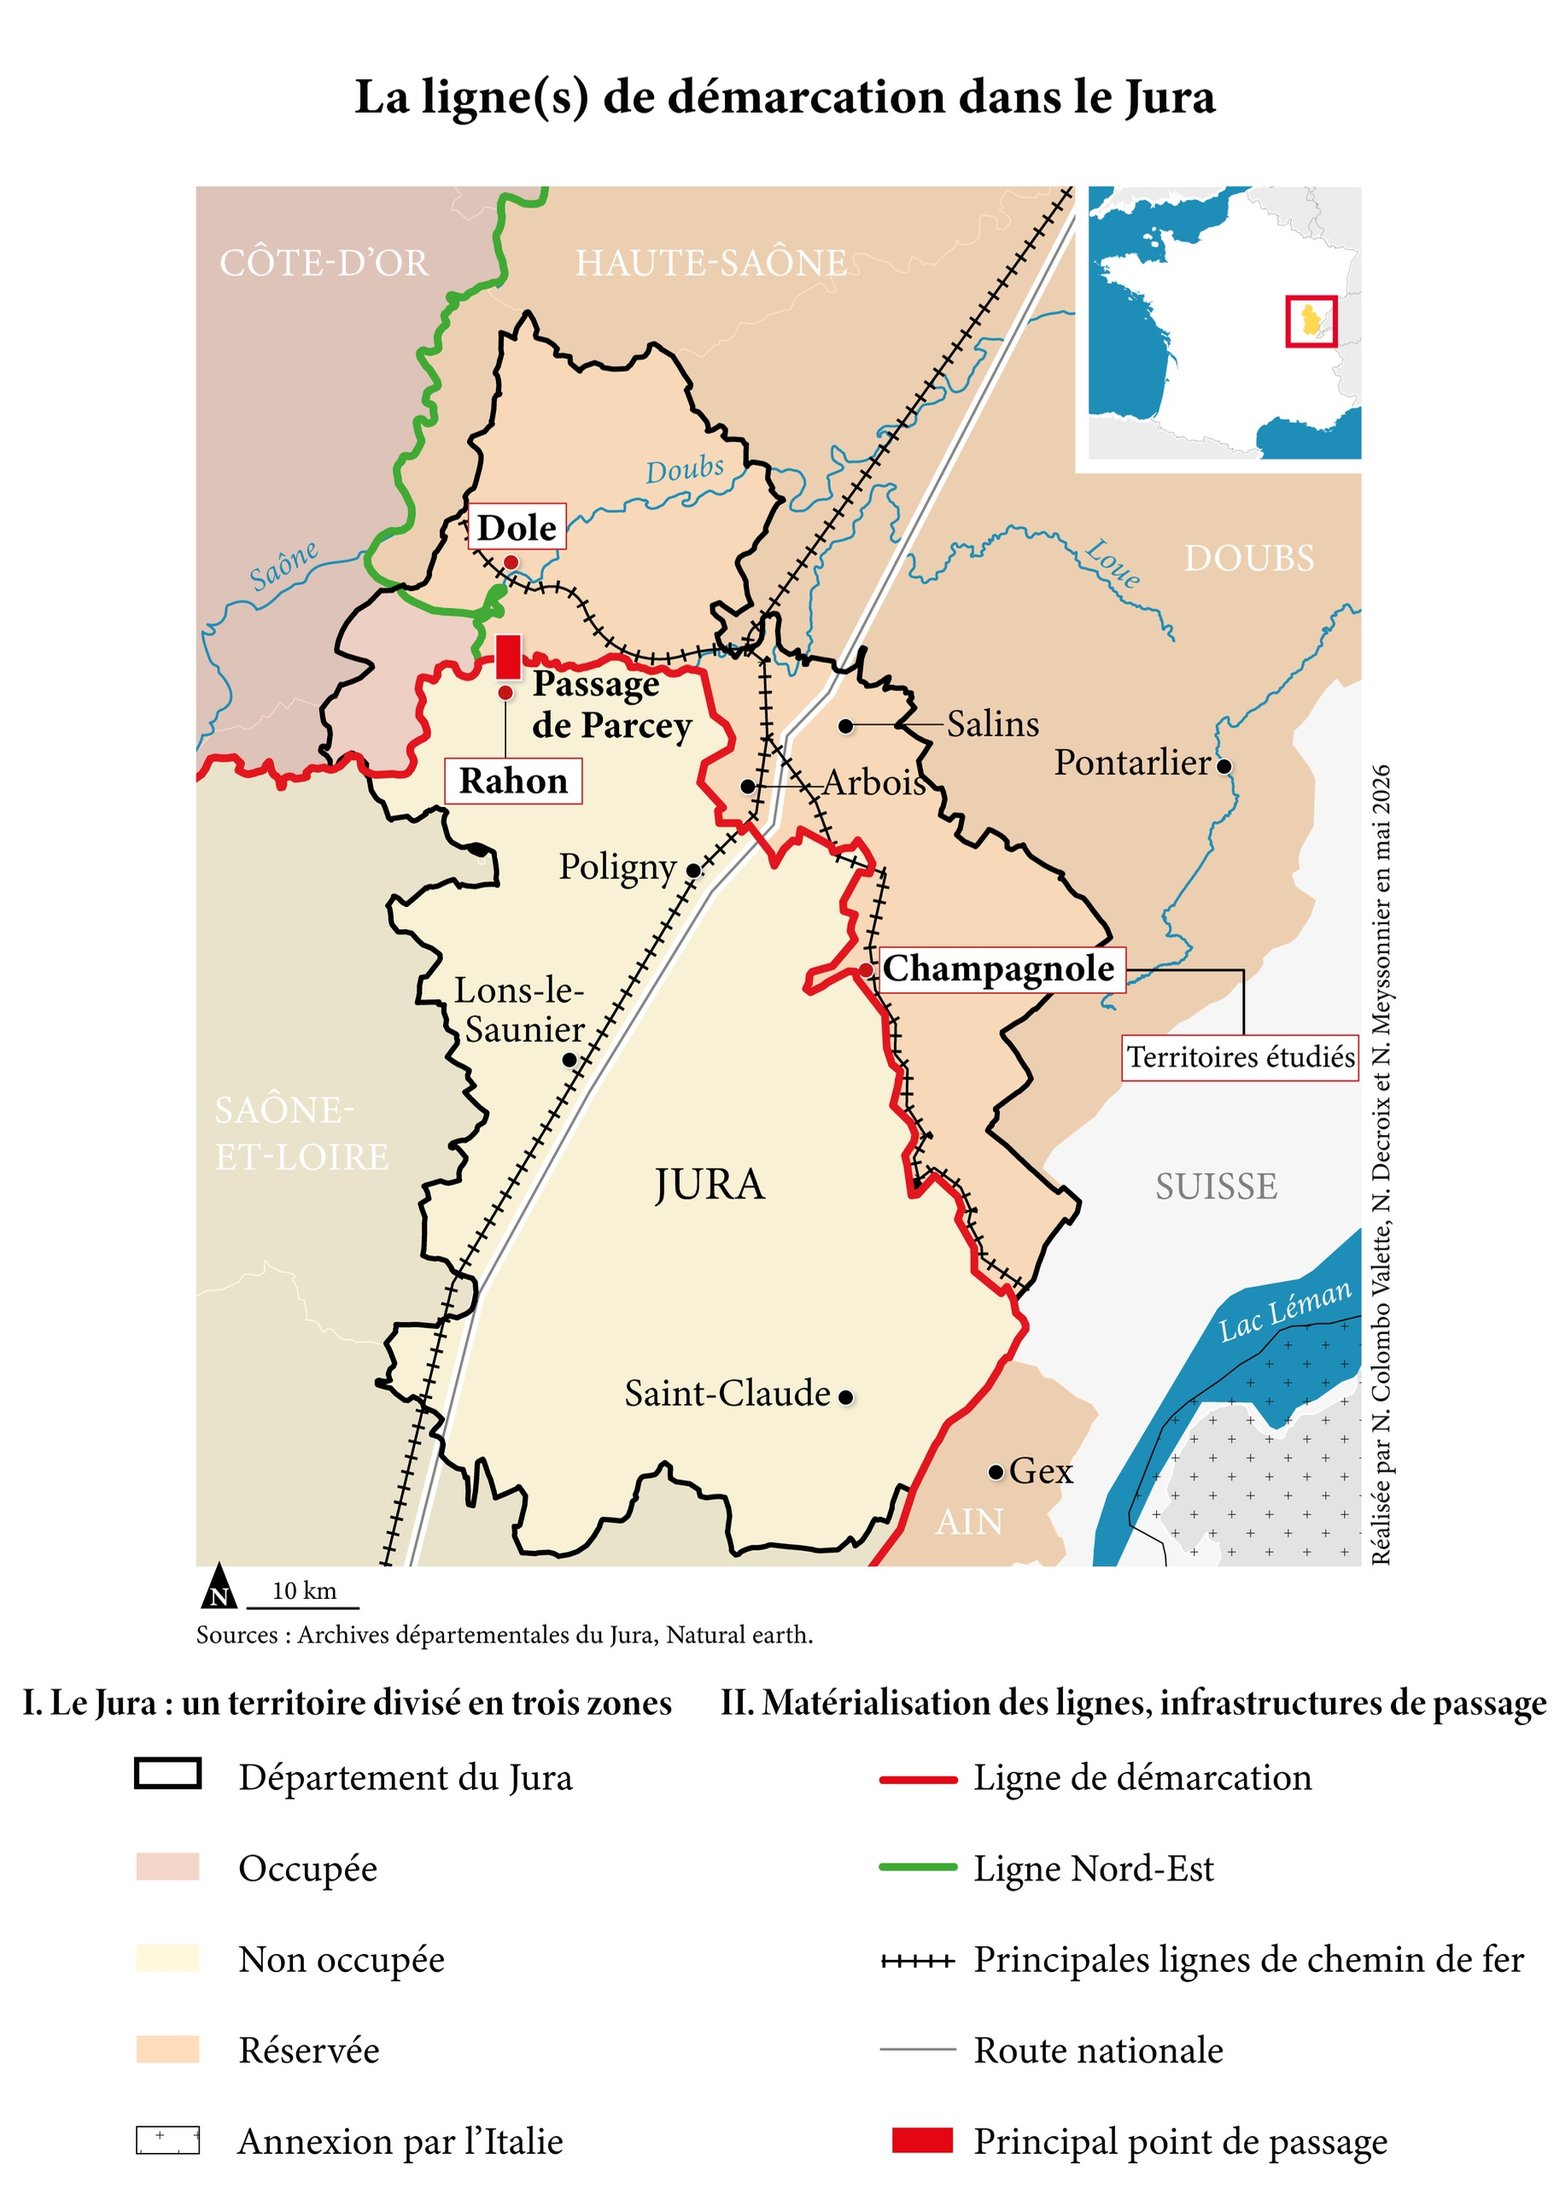 La ligne(s) de démarcation dans le Jura
CÔTE-D'OR
HAUTE-SAÔNE
Doubs
Dole
Saône
Loue
DOUBS
Passage
de Parcey
Rahon
Salins
Pontarlier
Arbois
Poligny
Champagnole
Lons-le-
Saunier
Territoires étudiés
SAÔNE-
ET-LOIRE
JURA
SUISSE
Lac Léman
Saint-Claude
Gex
AIN
Réalisée par N. Colombo Valette, N. Decroix et N. Meyssonnier en mai 2026
N
10 km
Sources : Archives départementales du Jura, Natural earth.
I. Le Jura : un territoire divisé en trois zones
Département du Jura
Occupée
Non occupée
Réservée
Annexion par l'Italie
II. Matérialisation des lignes, infrastructures de passage
Ligne de démarcation
Ligne Nord-Est
Principales lignes de chemin de fer
Route nationale
Principal point de passage